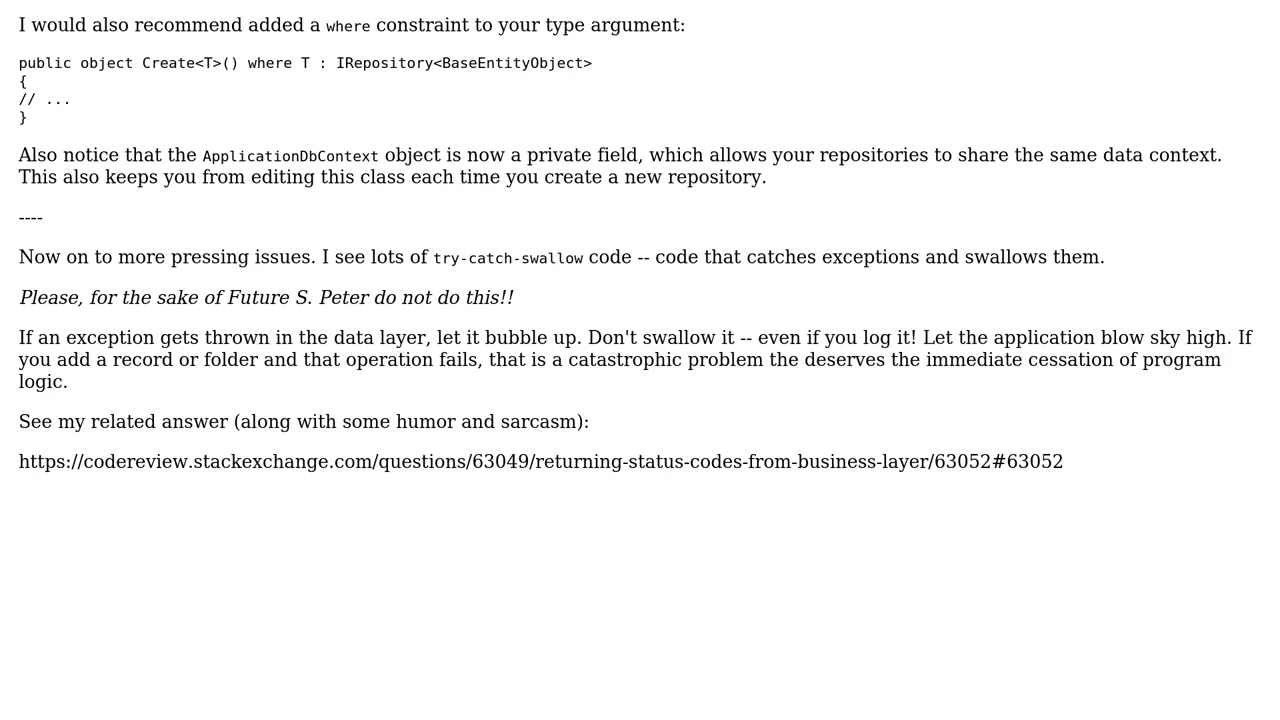 I would also recommend added a where constraint to your type argument:
public object Create<T>() where T : IRepository<BaseEntityObject>
{
// ...
}
Also notice that the ApplicationDbContext object is now a private field, which allows your repositories to share the same data context.
This also keeps you from editing this class each time you create a new repository.
----
Now on to more pressing issues. I see lots of try-catch-swallow code -- code that catches exceptions and swallows them.
Please, for the sake of Future S. Peter do not do this!!
If an exception gets thrown in the data layer, let it bubble up. Don't swallow it -- even if you log it! Let the application blow sky high. If
you add a record or folder and that operation fails, that is a catastrophic problem the deserves the immediate cessation of program
logic.
See my related answer (along with some humor and sarcasm):
https://codereview.stackexchange.com/questions/63049/returning-status-codes-from-business-layer/63052#63052